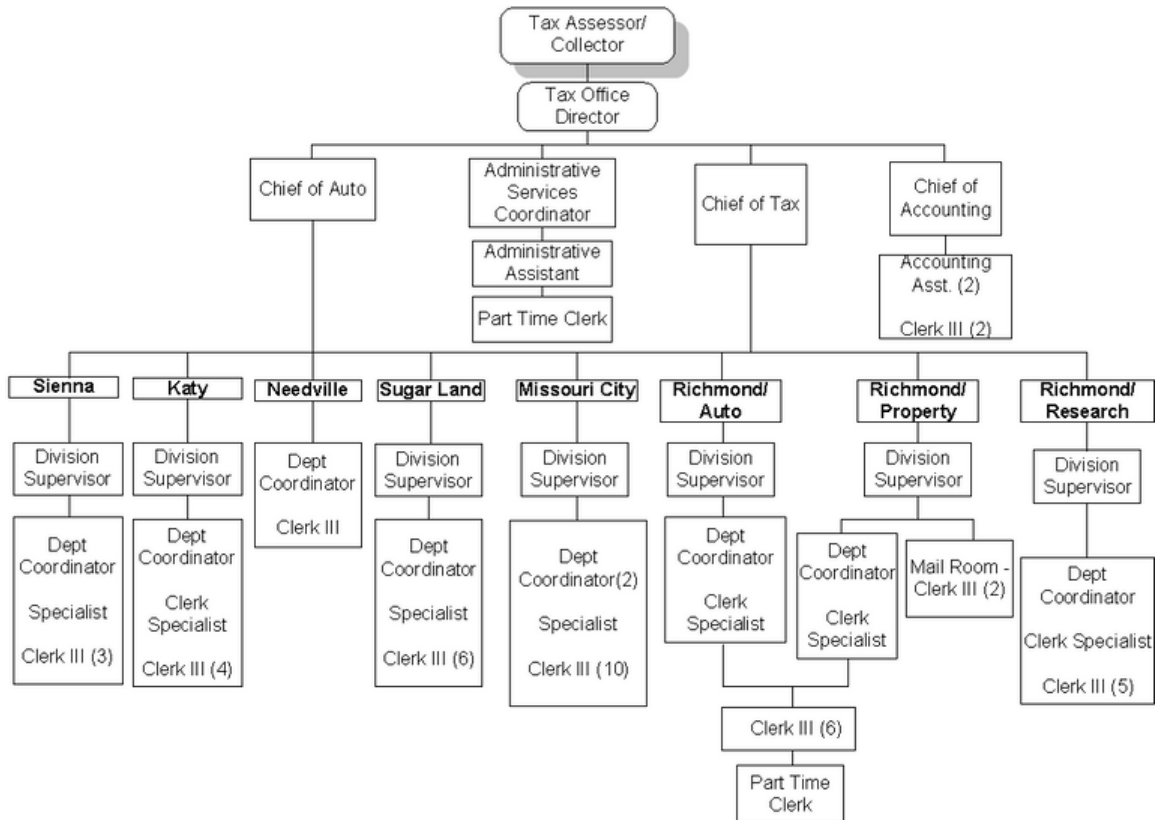 Tax Assessor/
Collector
Tax Office
Director
Chief of Auto
Administrative
Services
Coordinator
Chief of Tax
Chief of
Accounting
Administrative
Assistant
Accounting
Asst. (2)
Clerk III (2)
Part Time Clerk
Sienna
Katy
Needville
Sugar Land
Missouri City
Richmond/
Auto
Richmond/
Property
Richmond/
Research
Division
Supervisor
Division
Supervisor
Dept
Coordinator
Clerk III
Division
Supervisor
Division
Supervisor
Division
Supervisor
Division
Supervisor
Division
Supervisor
Dept
Coordinator
Specialist
Clerk III (3)
Dept
Coordinator
Clerk
Specialist
Clerk III (4)
Dept
Coordinator
Specialist
Clerk III (6)
Dept
Coordinator(2)
Specialist
Clerk III (10)
Dept
Coordinator
Clerk
Specialist
Dept
Coordinator
Clerk
Specialist
Mail Room -
Clerk III (2)
Dept
Coordinator
Clerk Specialist
Clerk III (5)
Clerk III (6)
Part Time
Clerk